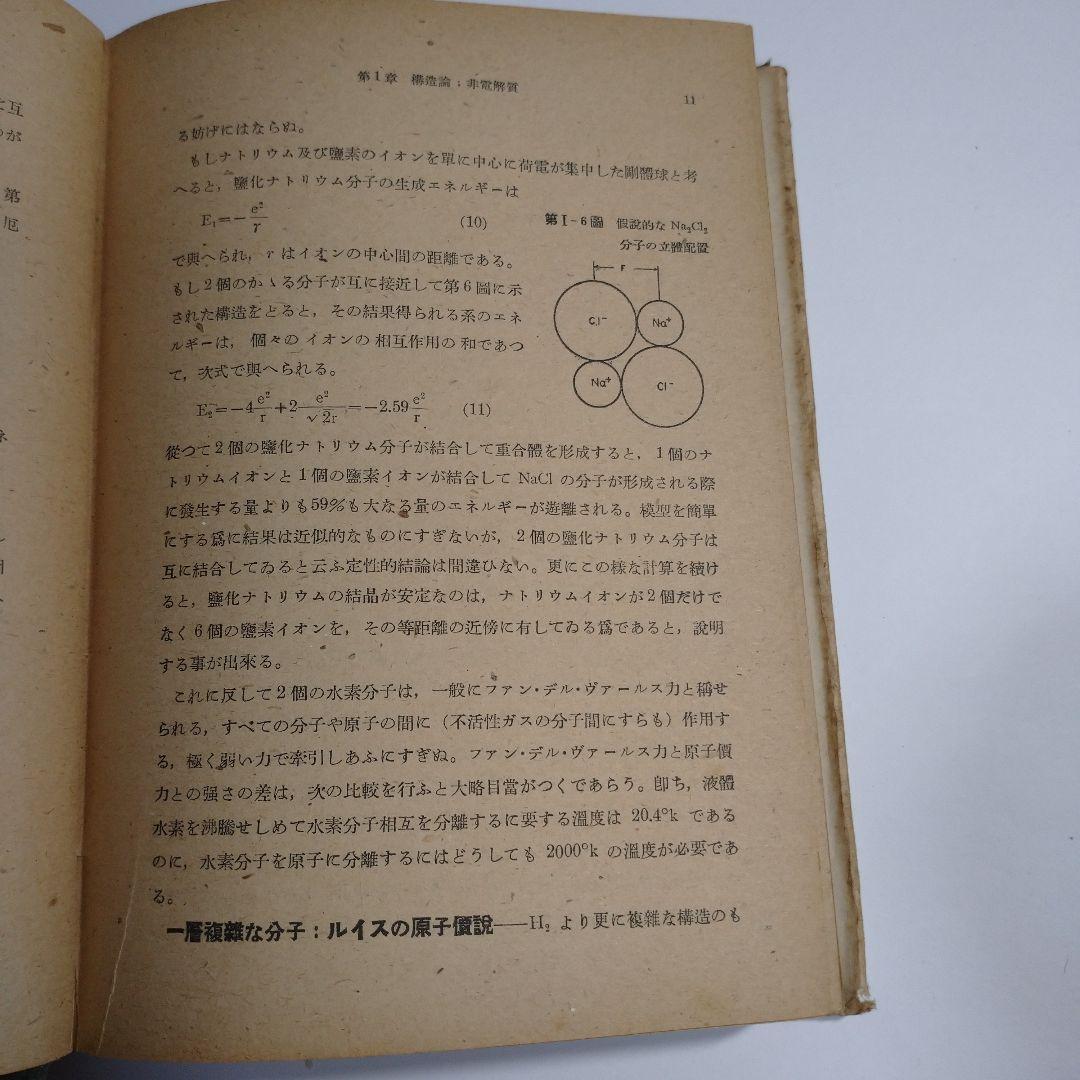 に互
のが
第
厄
ネ
第1章 構造論；非電解質
11
る妨げにはならぬ。
もしナトリウム及び鹽素のイオンを單に中心に荷電が集中した剛體球と考
へると，鹽化ナトリウム分子の生成エネルギーは
E₁=−e²/r (10)
で與へられ，r はイオンの中心間の距離である。
もし2個のかゝる分子が互に接近して第6圖に示
された構造をとると，その結果得られる系のエネ
ルギーは，個々のイオンの相互作用の和であつ
て，次式で與へられる。
E₂=−4e²/r+2e²/√2r=−2.59e²/r (11)
第Ⅰ-6圖 假說的な Na₂Cl₂
分子の立體配置
r
Cl⁻
Na⁺
Na⁺
Cl⁻
從つて2個の鹽化ナトリウム分子が結合して重合體を形成すると，1個のナ
トリウムイオンと1個の鹽素イオンが結合して NaCl の分子が形成される際
に發生する量よりも59%も大なる量のエネルギーが遊離される。模型を簡單
にする爲に結果は近似的なものにすぎないが，2個の鹽化ナトリウム分子は
互に結合してゐると云ふ定性的結論は間違ひない。更にこの樣な計算を續け
ると，鹽化ナトリウムの結晶が安定なのは，ナトリウムイオンが2個だけで
なく6個の鹽素イオンを，その等距離の近傍に有してゐる爲であると，說明
する事が出來る。
これに反して2個の水素分子は，一般にファン・デル・ヴァールス力と稱せ
られる，すべての分子や原子の間に（不活性ガスの分子間にすらも）作用す
る，極く弱い力で牽引しあふにすぎぬ。ファン・デル・ヴァールス力と原子價
力との强さの差は，次の比較を行ふと大略目當がつくであらう。卽ち，液體
水素を沸騰せしめて水素分子相互を分離するに要する溫度は 20.4°k である
のに，水素分子を原子に分離するにはどうしても 2000°k の溫度が必要であ
る。
一層複雜な分子：ルイスの原子價說──H₂ より更に複雜な構造のも